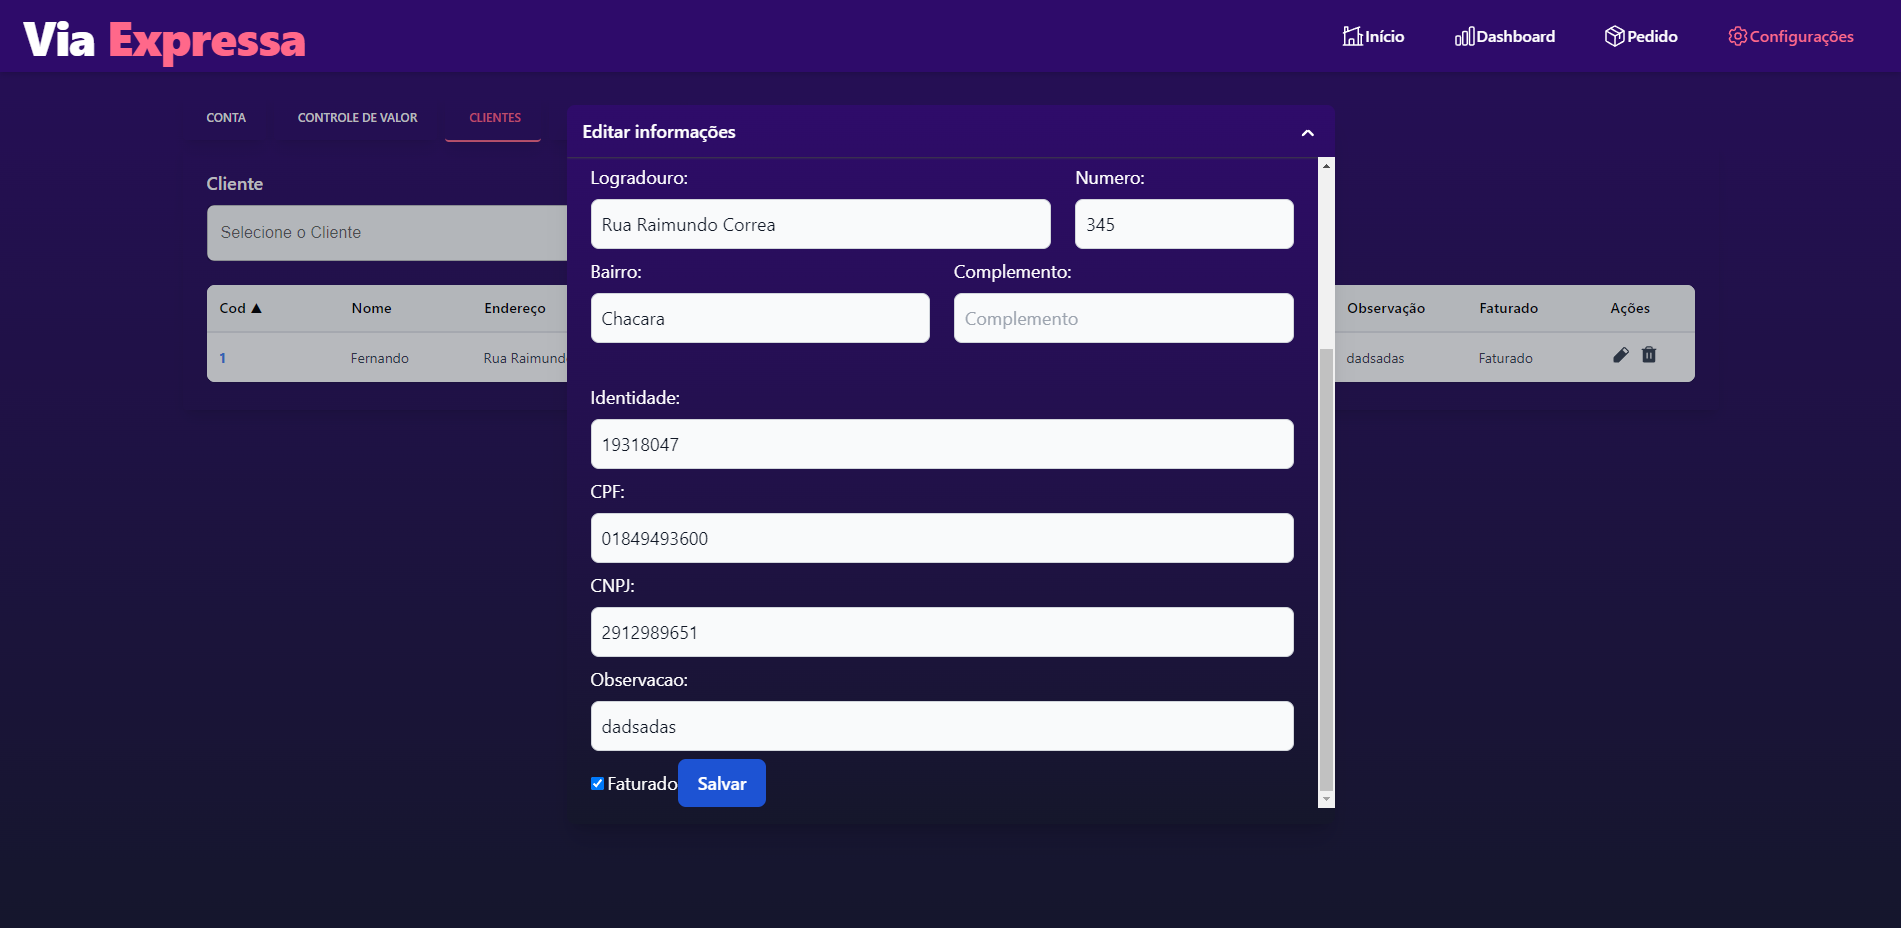 Via Expressa
Início
Dashboard
Pedido
Configurações
CONTA
CONTROLE DE VALOR
CLIENTES
Cliente
Selecione o Cliente
Cod ▲ Nome Endereço Observação Faturado Ações
1 Fernando Rua Raimund dadsadas Faturado
Editar informações
Logradouro: Numero:
Rua Raimundo Correa 345
Bairro: Complemento:
Chacara Complemento
Identidade:
19318047
CPF:
01849493600
CNPJ:
2912989651
Observacao:
dadsadas
Faturado Salvar